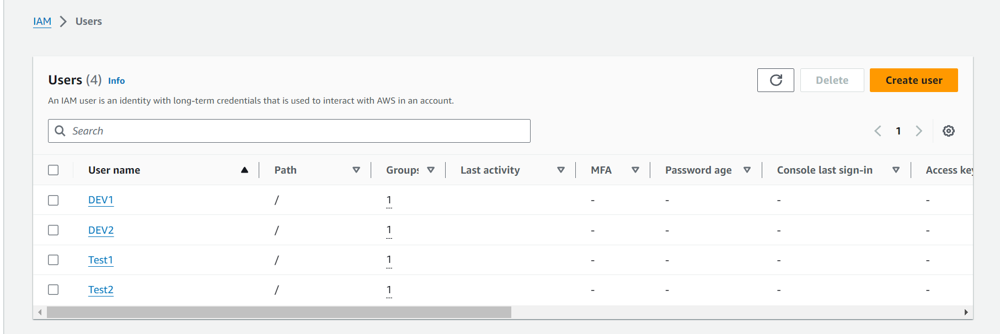 IAM > Users
Users (4) Info
Delete
Create user
An IAM user is an identity with long-term credentials that is used to interact with AWS in an account.
Search
1
User name Path Groups Last activity MFA Password age Console last sign-in Access key
DEV1 / 1 - - - -
DEV2 / 1 - - - -
Test1 / 1 - - - -
Test2 / 1 - - - -